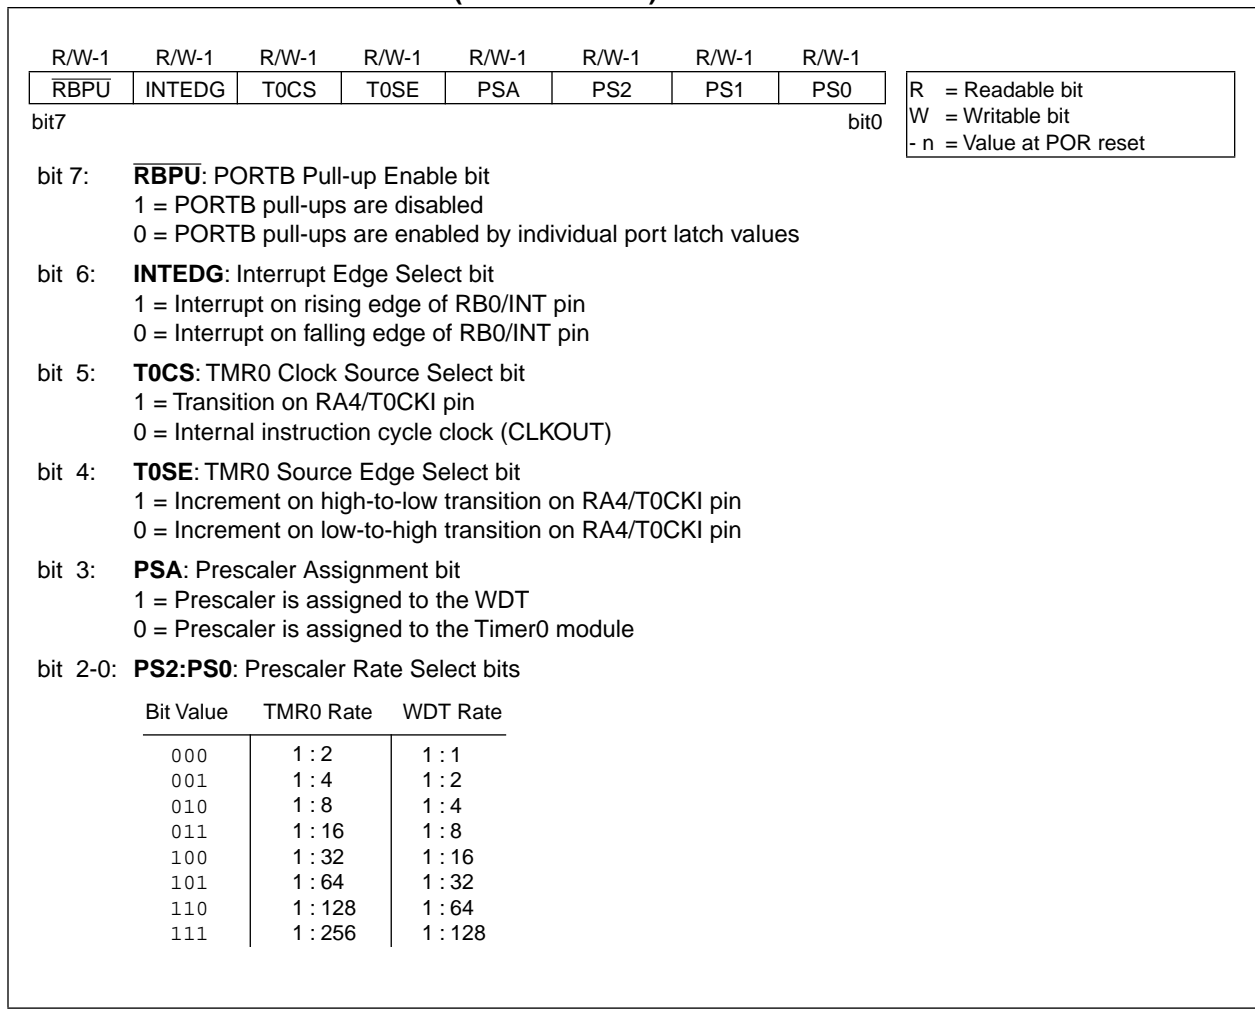 R/W-1 R/W-1 R/W-1 R/W-1 R/W-1 R/W-1 R/W-1 R/W-1
RBPU INTEDG T0CS T0SE PSA PS2 PS1 PS0
bit7 bit0
R = Readable bit
W = Writable bit
- n = Value at POR reset
bit 7: RBPU: PORTB Pull-up Enable bit
1 = PORTB pull-ups are disabled
0 = PORTB pull-ups are enabled by individual port latch values
bit 6: INTEDG: Interrupt Edge Select bit
1 = Interrupt on rising edge of RB0/INT pin
0 = Interrupt on falling edge of RB0/INT pin
bit 5: T0CS: TMR0 Clock Source Select bit
1 = Transition on RA4/T0CKI pin
0 = Internal instruction cycle clock (CLKOUT)
bit 4: T0SE: TMR0 Source Edge Select bit
1 = Increment on high-to-low transition on RA4/T0CKI pin
0 = Increment on low-to-high transition on RA4/T0CKI pin
bit 3: PSA: Prescaler Assignment bit
1 = Prescaler is assigned to the WDT
0 = Prescaler is assigned to the Timer0 module
bit 2-0: PS2:PS0: Prescaler Rate Select bits
Bit Value TMR0 Rate WDT Rate
000 1 : 2 1 : 1
001 1 : 4 1 : 2
010 1 : 8 1 : 4
011 1 : 16 1 : 8
100 1 : 32 1 : 16
101 1 : 64 1 : 32
110 1 : 128 1 : 64
111 1 : 256 1 : 128